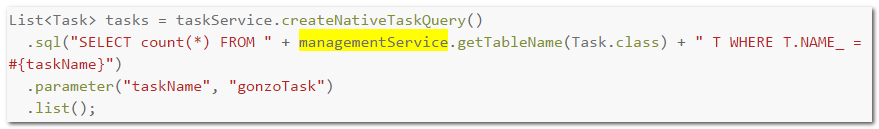 List<Task> tasks = taskService.createNativeTaskQuery()
.sql("SELECT count(*) FROM " + managementService.getTableName(Task.class) + " T WHERE T.NAME_ =
#{taskName}")
.parameter("taskName", "gonzoTask")
.list();